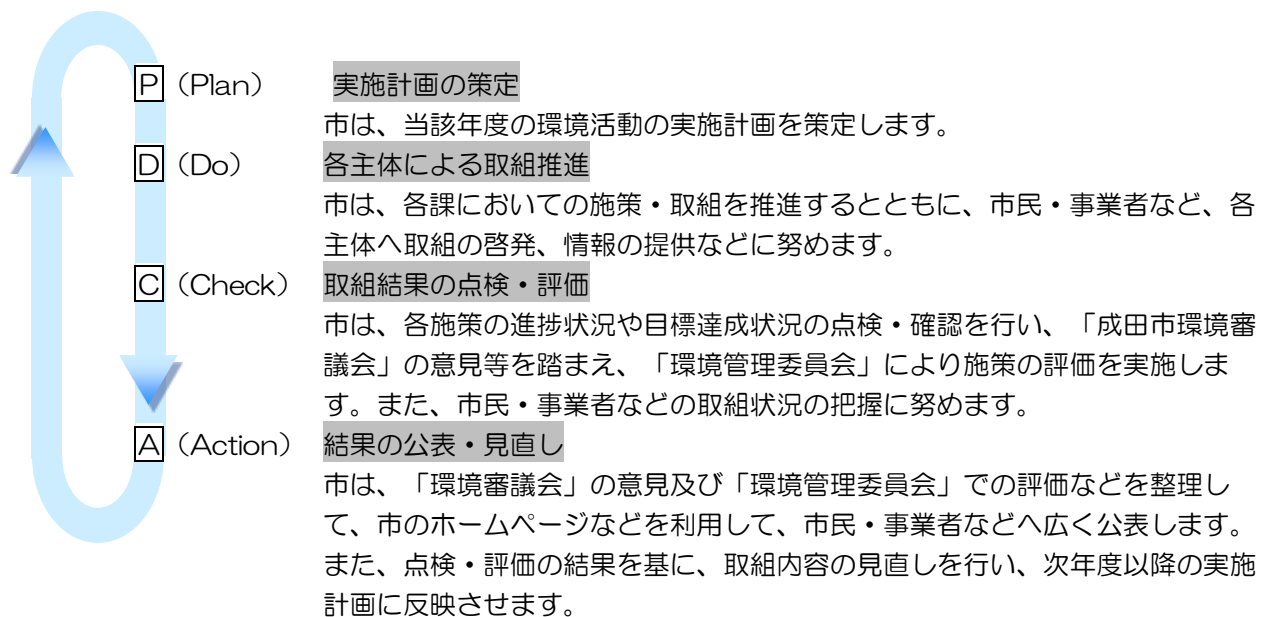 P（Plan） 実施計画の策定
市は、当該年度の環境活動の実施計画を策定します。
D（Do） 各主体による取組推進
市は、各課においての施策・取組を推進するとともに、市民・事業者など、各
主体へ取組の啓発、情報の提供などに努めます。
C（Check） 取組結果の点検・評価
市は、各施策の進捗状況や目標達成状況の点検・確認を行い、「成田市環境審
議会」の意見等を踏まえ、「環境管理委員会」により施策の評価を実施しま
す。また、市民・事業者などの取組状況の把握に努めます。
A（Action） 結果の公表・見直し
市は、「環境審議会」の意見及び「環境管理委員会」での評価などを整理し
て、市のホームページなどを利用して、市民・事業者などへ広く公表します。
また、点検・評価の結果を基に、取組内容の見直しを行い、次年度以降の実施
計画に反映させます。